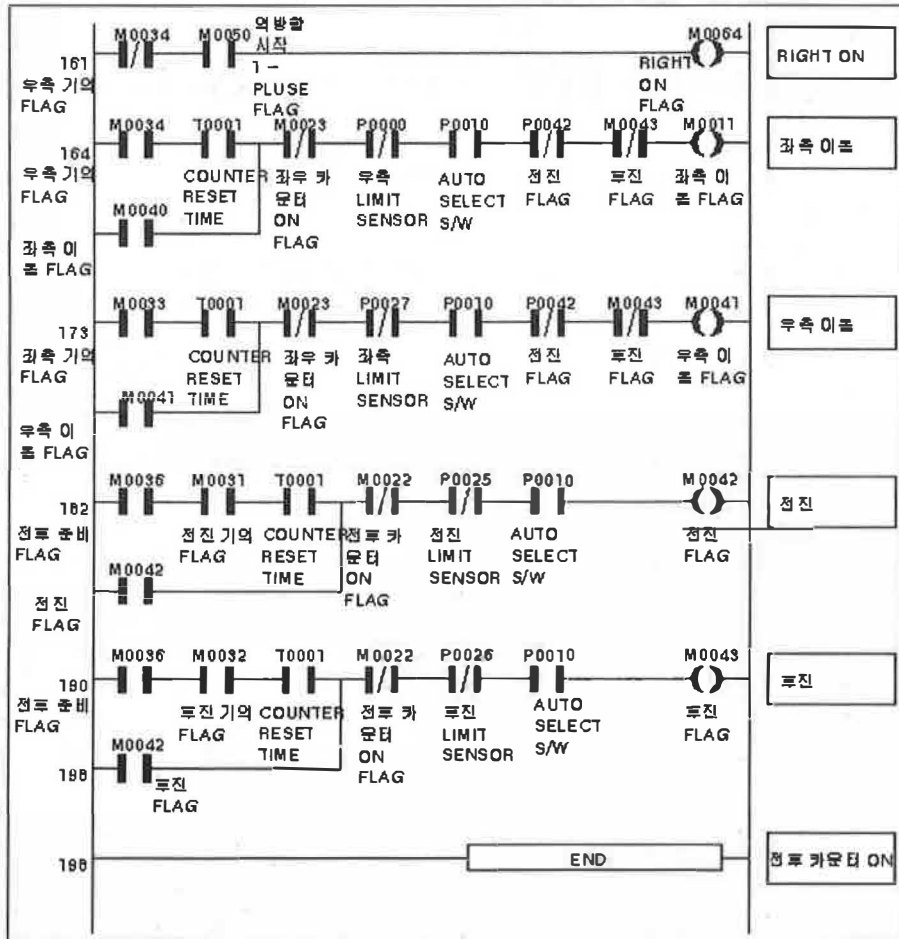 M0034 M0050 역방향 M0064
시작
161 1 - RIGHT RIGHT ON
우측 기억 PLUSE ON
FLAG FLAG FLAG
M0034 T0001 M0023 P0000 P0010 P0042 M0043 M0011
164 좌측 이동
우측 기억 COUNTER 좌우 카 우측 AUTO 전진 후진 좌측 이
FLAG RESET 운터 LIMIT SELECT FLAG FLAG 동 FLAG
TIME ON SENSOR S/W
M0040 FLAG
좌측 이
동 FLAG
M0033 T0001 M0023 P0027 P0010 P0042 M0043 M0041
173 우측 이동
좌측 기억 COUNTER 좌우 카 좌측 AUTO 전진 후진 우측 이
FLAG RESET 운터 LIMIT SELECT FLAG FLAG 동 FLAG
TIME ON SENSOR S/W
M0041 FLAG
우측 이
동 FLAG
M0036 M0031 T0001 M0022 P0025 P0010 M0042
182 전진
전후 준비 전진 기억 COUNTER 전후 카 전진 AUTO 전진
FLAG FLAG RESET 운터 LIMIT SELECT FLAG
TIME ON SENSOR S/W
M0042 FLAG
전진
FLAG
M0036 M0032 T0001 M0022 P0026 P0010 M0043
190 후진
전후 준비 후진 기억 COUNTER 전후 카 후진 AUTO 후진
FLAG FLAG RESET 운터 LIMIT SELECT FLAG
TIME ON SENSOR S/W
M0042 FLAG
198 후진
FLAG
198 END 전후 카운터 ON